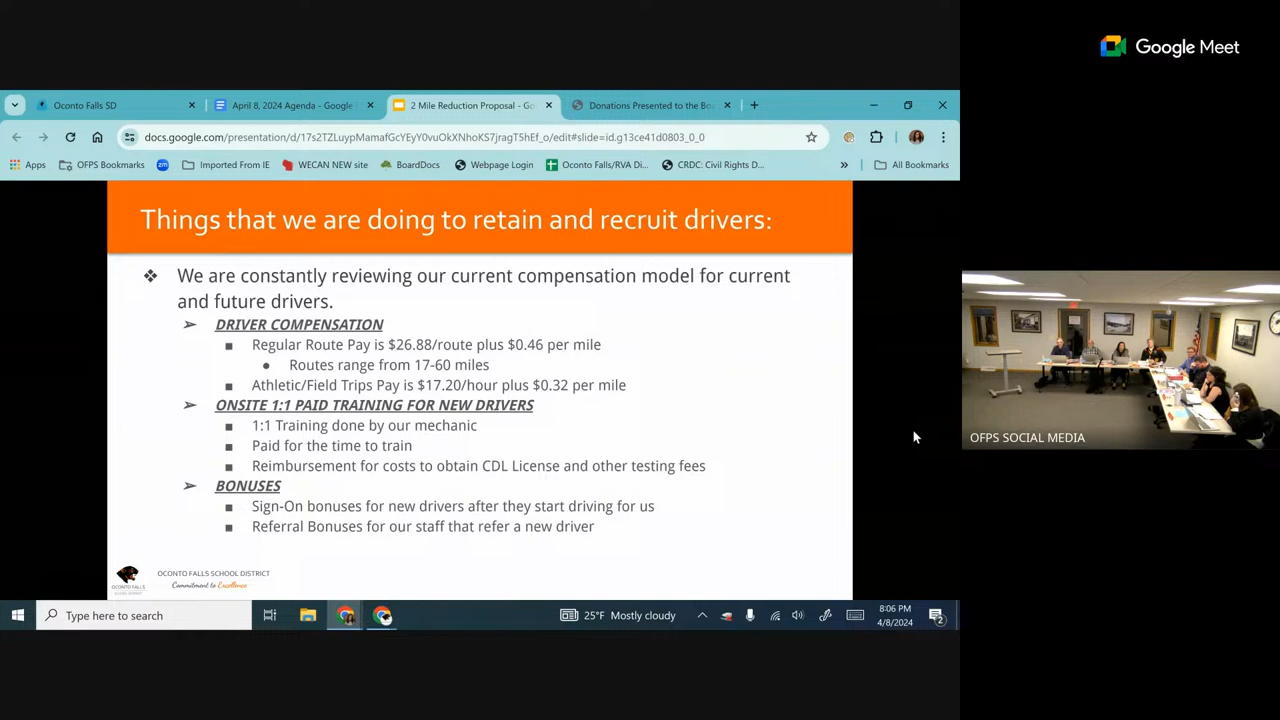 Google Meet
Oconto Falls SD
April 8, 2024 Agenda - Google
2 Mile Reduction Proposal - Go
Donations Presented to the Boa
docs.google.com/presentation/d/17s2TZLuypMamafGcYEyY0vuOkXNhoKS7jragT5hEf_o/edit#slide=id.g13ce41d0803_0_0
Apps
OFPS Bookmarks
zm
Imported From IE
WECAN NEW site
BoardDocs
Webpage Login
Oconto Falls/RVA Di...
CRDC: Civil Rights D...
All Bookmarks
Things that we are doing to retain and recruit drivers:
We are constantly reviewing our current compensation model for current
and future drivers.
DRIVER COMPENSATION
Regular Route Pay is $26.88/route plus $0.46 per mile
Routes range from 17-60 miles
Athletic/Field Trips Pay is $17.20/hour plus $0.32 per mile
ONSITE 1:1 PAID TRAINING FOR NEW DRIVERS
1:1 Training done by our mechanic
Paid for the time to train
Reimbursement for costs to obtain CDL License and other testing fees
BONUSES
Sign-On bonuses for new drivers after they start driving for us
Referral Bonuses for our staff that refer a new driver
OCONTO FALLS SCHOOL DISTRICT
Commitment to Excellence
OCONTO FALLS
OFPS SOCIAL MEDIA
Type here to search
25°F Mostly cloudy
8:06 PM
4/8/2024
2